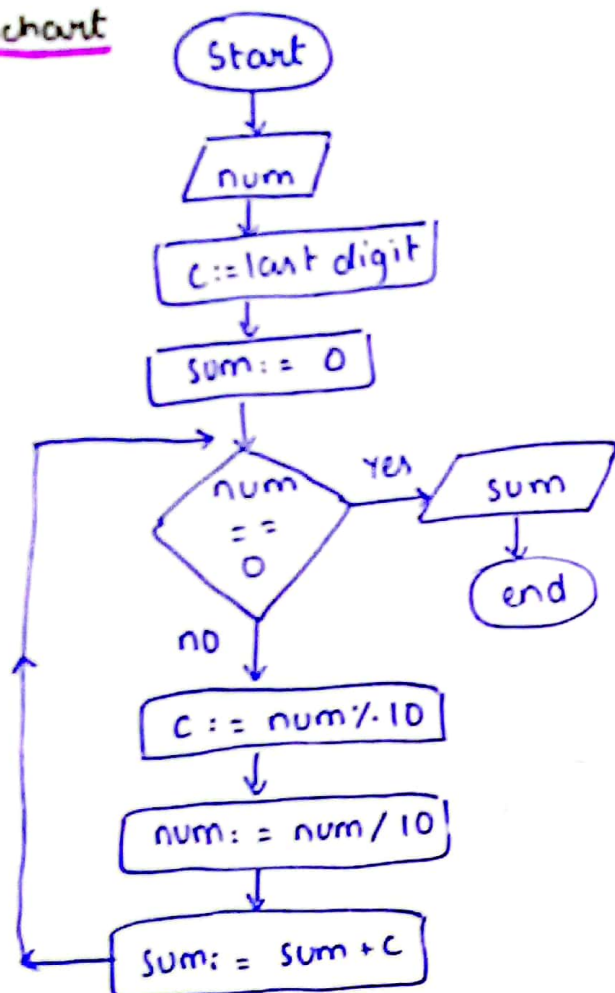 chart
Start
num
c:=last digit
sum:= 0
num
==
0
Yes
sum
end
no
C:= num%10
num:= num/10
sum:= sum+c